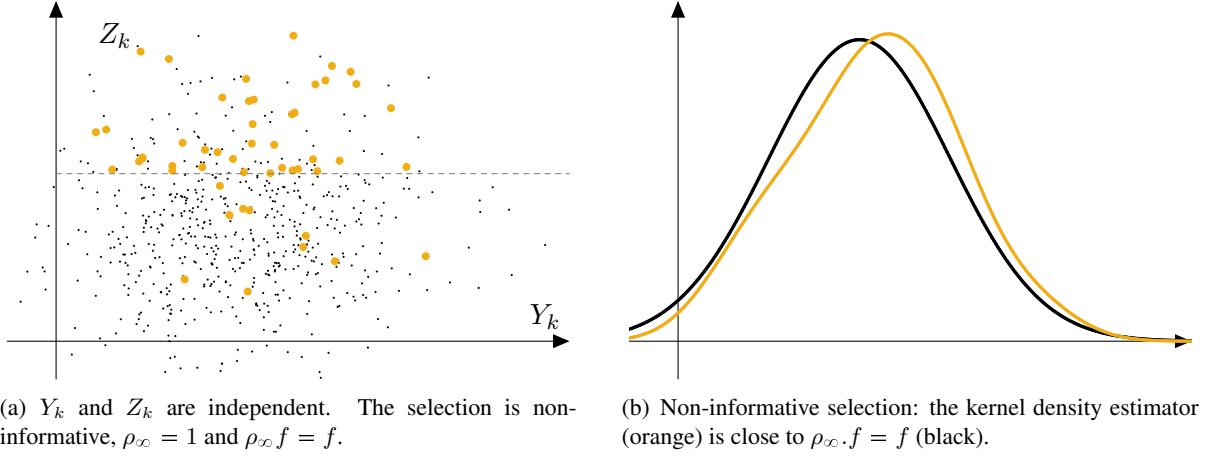 Z_k
Y_k
(a) Y_k and Z_k are independent. The selection is non-
informative, ρ_∞ = 1 and ρ_∞ f = f.
(b) Non-informative selection: the kernel density estimator
(orange) is close to ρ_∞.f = f (black).